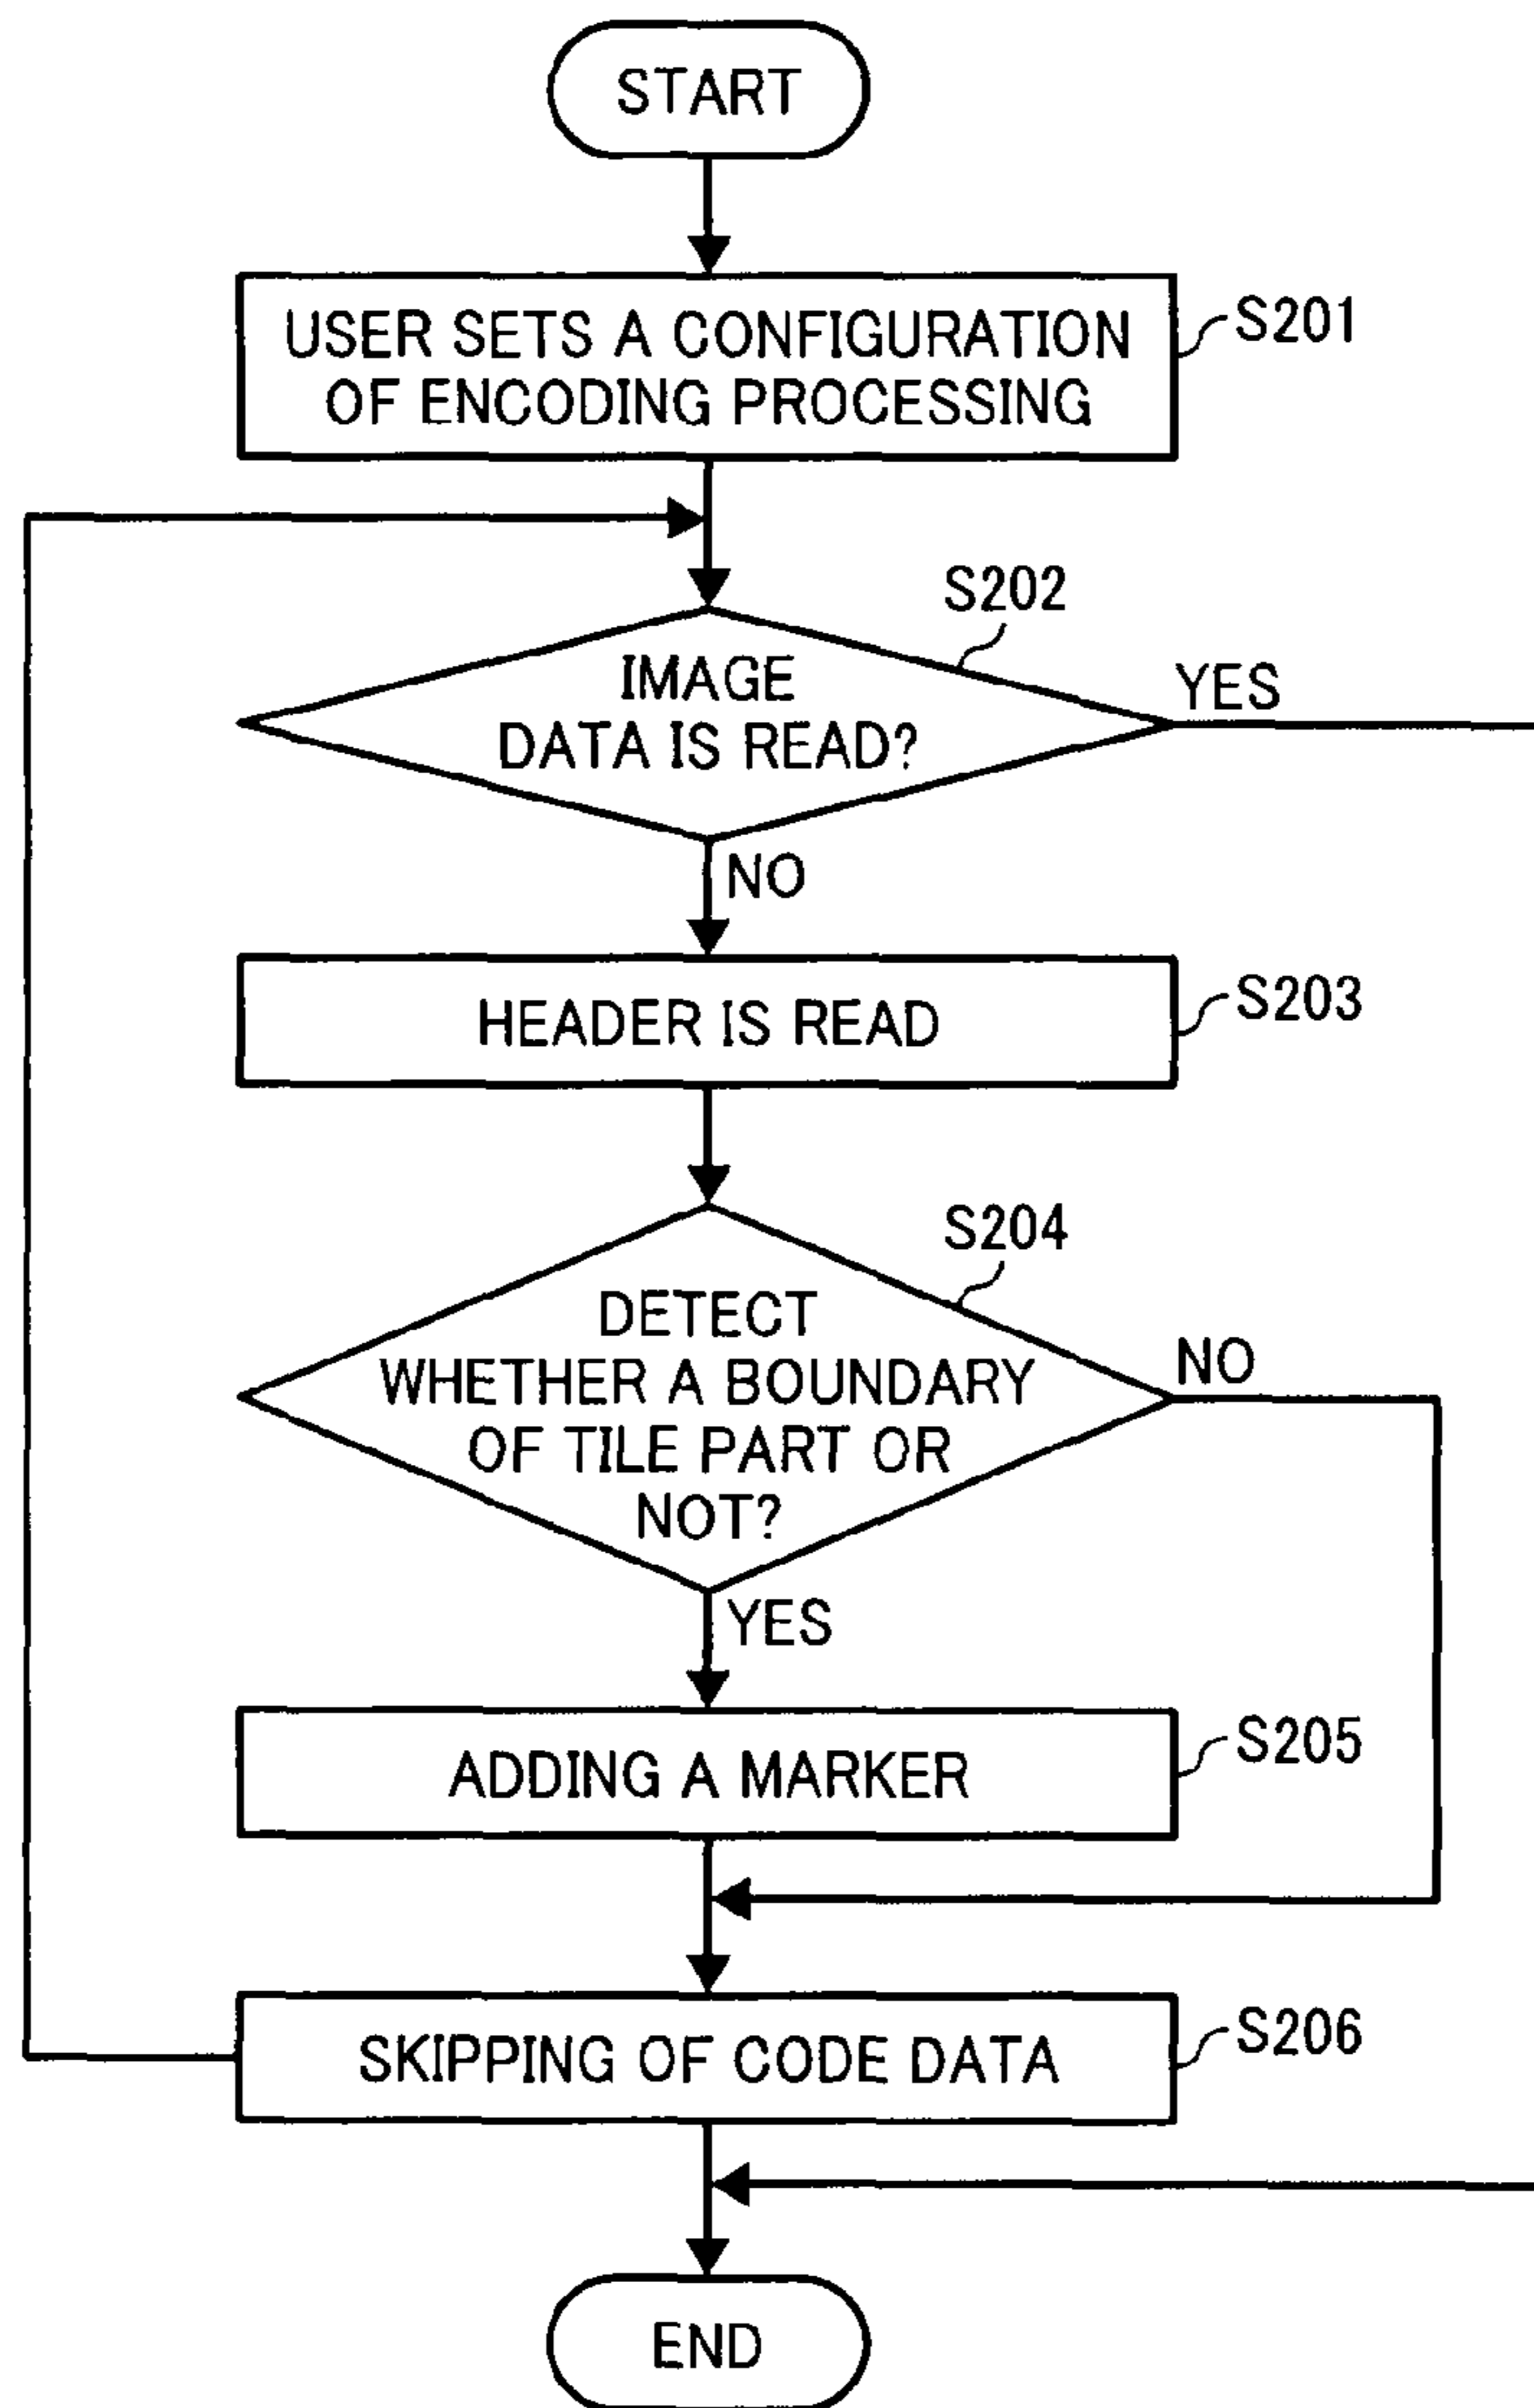 START
USER SETS A CONFIGURATION
OF ENCODING PROCESSING
S201
S202
IMAGE
DATA IS READ?
YES
NO
HEADER IS READ
S203
S204
DETECT
WHETHER A BOUNDARY
OF TILE PART OR
NOT?
NO
YES
ADDING A MARKER
S205
SKIPPING OF CODE DATA
S206
END